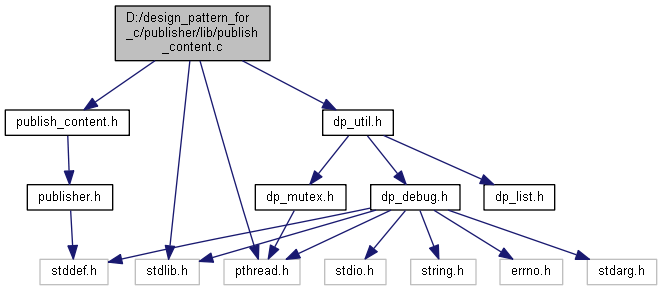 D:/design_pattern_for
_c/publisher/lib/publish
_content.c
publish_content.h
dp_util.h
publisher.h
dp_mutex.h
dp_debug.h
dp_list.h
stddef.h
stdlib.h
pthread.h
stdio.h
string.h
errno.h
stdarg.h